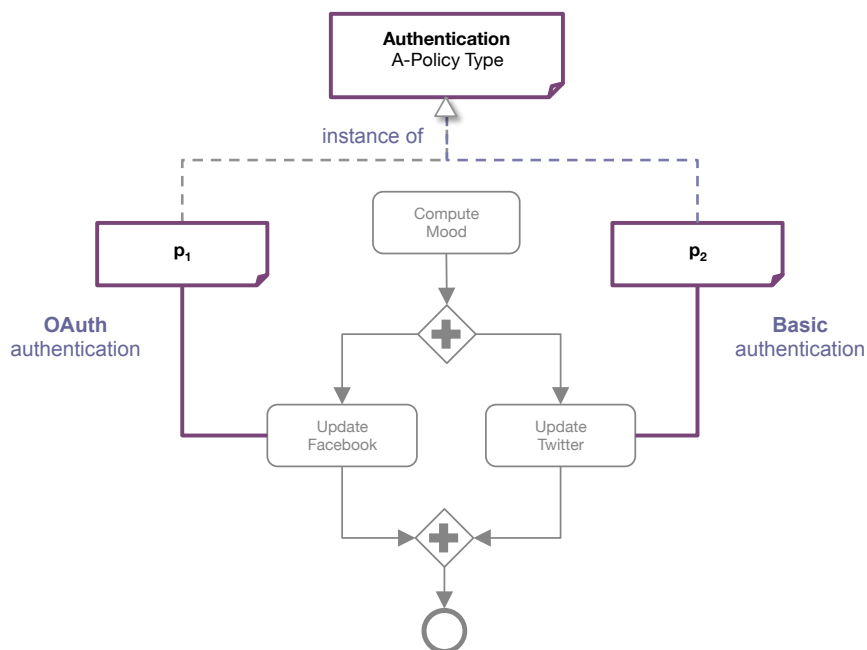 Authentication
A-Policy Type
instance of
Compute
Mood
p₁
p₂
OAuth
authentication
Basic
authentication
Update
Facebook
Update
Twitter